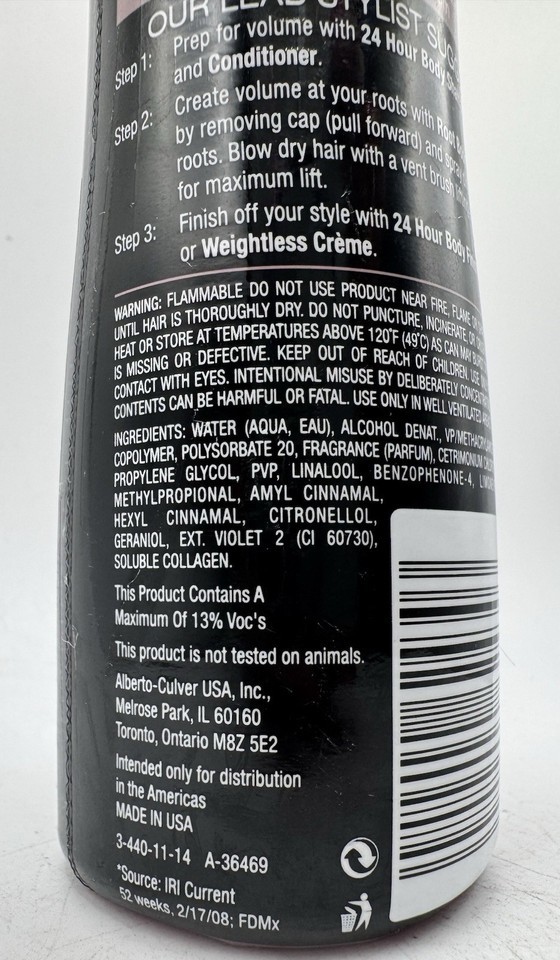 OUR LEAD STYLIST
Step 1: Prep for volume with 24 Hour Body
and Conditioner.
Step 2: Create volume at your roots with Root
by removing cap (pull forward) and spray
roots. Blow dry hair with a vent brush
for maximum lift.
Step 3: Finish off your style with 24 Hour Body
or Weightless Crème.
WARNING: FLAMMABLE DO NOT USE PRODUCT NEAR FIRE, FLAME
UNTIL HAIR IS THOROUGHLY DRY. DO NOT PUNCTURE, INCINERATE,
HEAT OR STORE AT TEMPERATURES ABOVE 120°F (49°C) AS CAN MAY BURST
IS MISSING OR DEFECTIVE. KEEP OUT OF REACH OF CHILDREN. USE
CONTACT WITH EYES. INTENTIONAL MISUSE BY DELIBERATELY
CONTENTS CAN BE HARMFUL OR FATAL. USE ONLY IN WELL VENTILATED
INGREDIENTS: WATER (AQUA, EAU), ALCOHOL DENAT.,
COPOLYMER, POLYSORBATE 20, FRAGRANCE (PARFUM), CETRIMONIUM
PROPYLENE GLYCOL, PVP, LINALOOL, BENZOPHENONE-4,
METHYLPROPIONAL, AMYL CINNAMAL,
HEXYL CINNAMAL, CITRONELLOL,
GERANIOL, EXT. VIOLET 2 (CI 60730),
SOLUBLE COLLAGEN.
This Product Contains A
Maximum Of 13% Voc's
This product is not tested on animals.
Alberto-Culver USA, Inc.,
Melrose Park, IL 60160
Toronto, Ontario M8Z 5E2
Intended only for distribution
in the Americas
MADE IN USA
3-440-11-14 A-36469
*Source: IRI Current
52 weeks, 2/17/08; FDMx